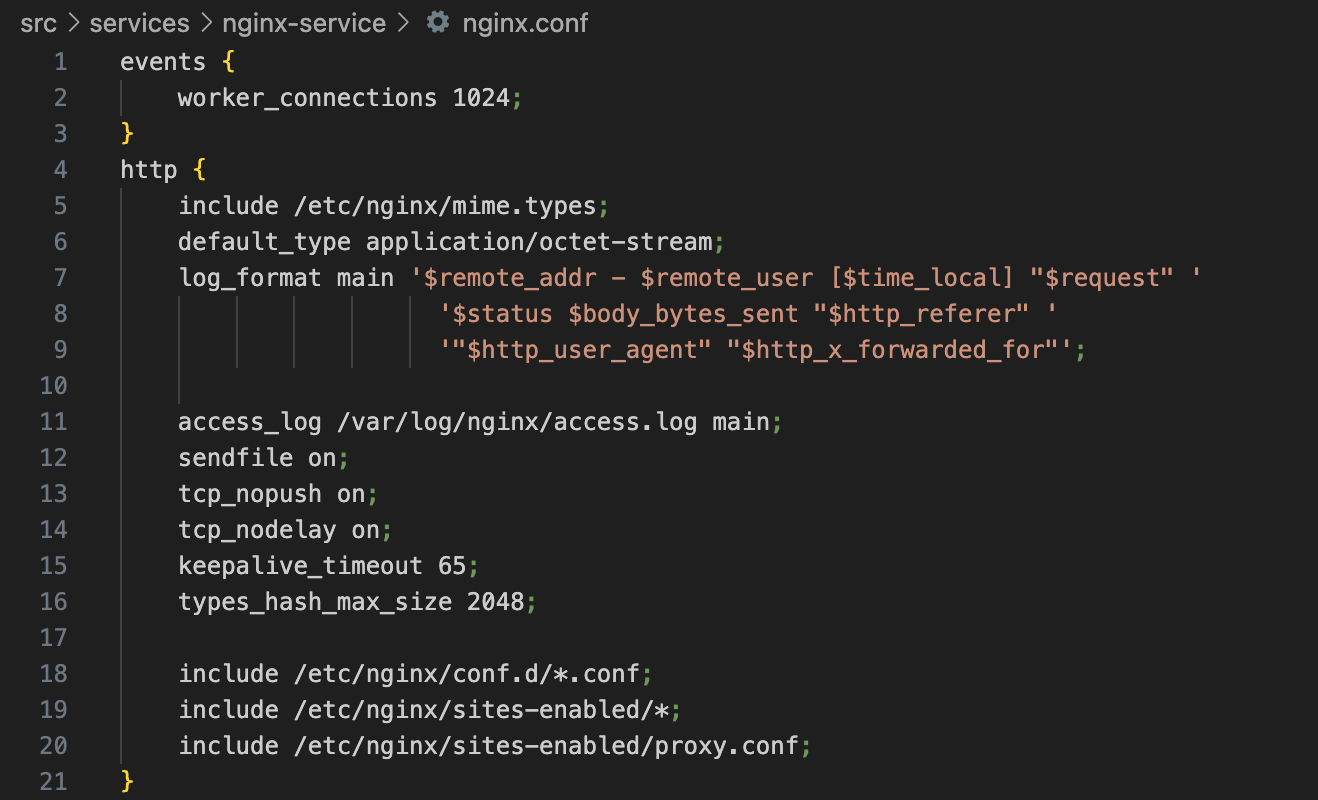 src > services > nginx-service > nginx.conf
1 events {
2     worker_connections 1024;
3 }
4 http {
5     include /etc/nginx/mime.types;
6     default_type application/octet-stream;
7     log_format main '$remote_addr - $remote_user [$time_local] "$request" '
8                       '$status $body_bytes_sent "$http_referer" '
9                       '"$http_user_agent" "$http_x_forwarded_for"';
10
11     access_log /var/log/nginx/access.log main;
12     sendfile on;
13     tcp_nopush on;
14     tcp_nodelay on;
15     keepalive_timeout 65;
16     types_hash_max_size 2048;
17
18     include /etc/nginx/conf.d/*.conf;
19     include /etc/nginx/sites-enabled/*;
20     include /etc/nginx/sites-enabled/proxy.conf;
21 }